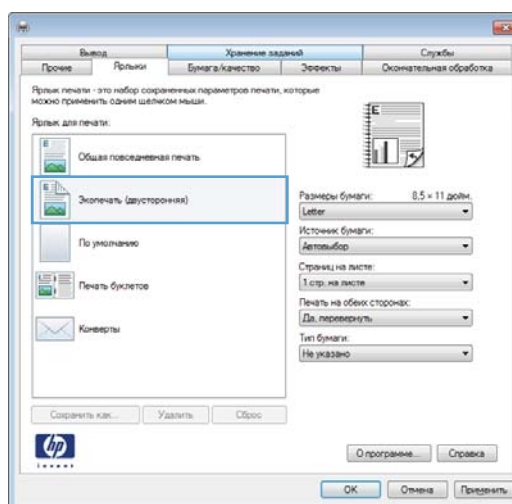 Вывод
Хранение заданий
Службы
Прочие
Ярлыки
Бумага/качество
Эффекты
Окончательная обработка
Ярлык печати - это набор сохраненных параметров печати, которые
можно применить одним щелчком мыши.
Ярлык для печати:
Общая повседневная печать
Экопечать (двусторонняя)
По умолчанию
Печать буклетов
Конверты
Сохранить как...
Удалить
Сброс
Размеры бумаги: 8,5 × 11 дюйм.
Letter
Источник бумаги:
Автовыбор
Страниц на листе:
1 стр. на листе
Печать на обеих сторонах:
Да, перевернуть
Тип бумаги:
Не указано
hp
invent
О программе...
Справка
OK
Отмена
Применить